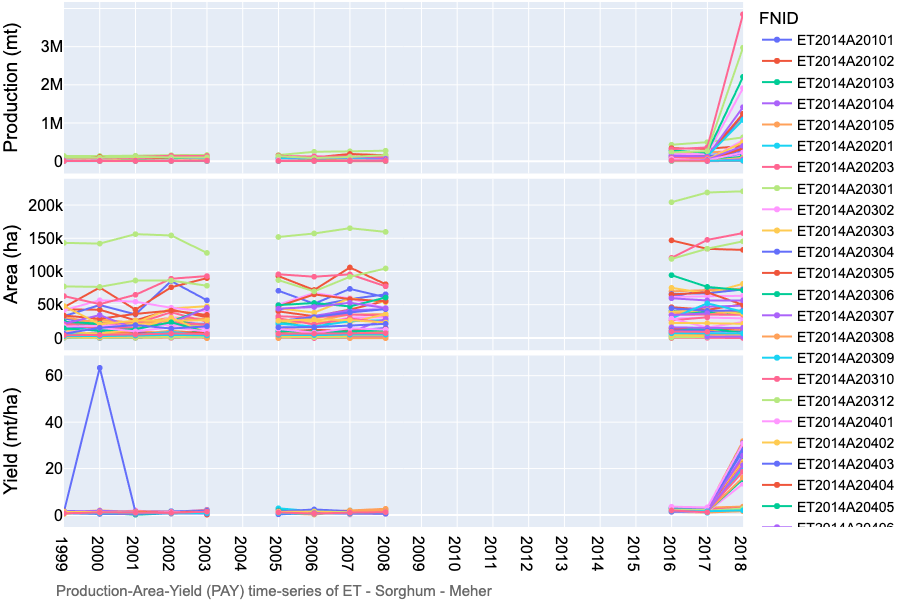 Production (mt)
3M
2M
1M
0
Area (ha)
200k
150k
100k
50k
0
Yield (mt/ha)
60
40
20
0
1999
2000
2001
2002
2003
2004
2005
2006
2007
2008
2009
2010
2011
2012
2013
2014
2015
2016
2017
2018
Production-Area-Yield (PAY) time-series of ET - Sorghum - Meher
FNID
ET2014A20101
ET2014A20102
ET2014A20103
ET2014A20104
ET2014A20105
ET2014A20201
ET2014A20203
ET2014A20301
ET2014A20302
ET2014A20303
ET2014A20304
ET2014A20305
ET2014A20306
ET2014A20307
ET2014A20308
ET2014A20309
ET2014A20310
ET2014A20312
ET2014A20401
ET2014A20402
ET2014A20403
ET2014A20404
ET2014A20405